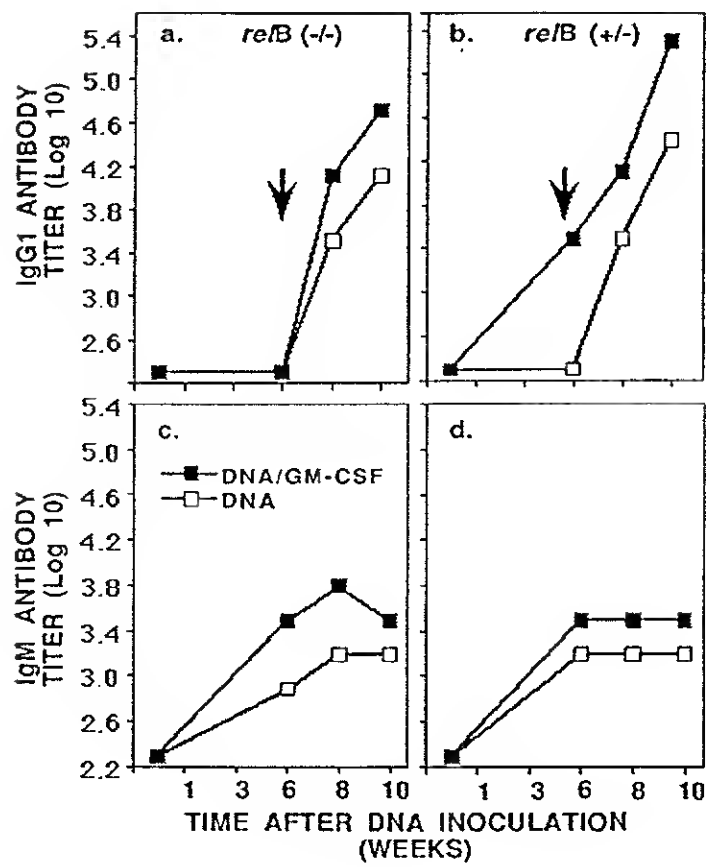 a. relB (-/-)
b. relB (+/-)
IgG1 ANTIBODY
TITER (Log 10)
5.4
5.0
4.6
4.2
3.8
3.4
3.0
2.6
c.
d.
DNA/GM-CSF
DNA
IgM ANTIBODY
TITER (Log 10)
5.4
5.0
4.6
4.2
3.8
3.4
3.0
2.6
2.2
1 3 6 8 10
1 3 6 8 10
TIME AFTER DNA INOCULATION
(WEEKS)